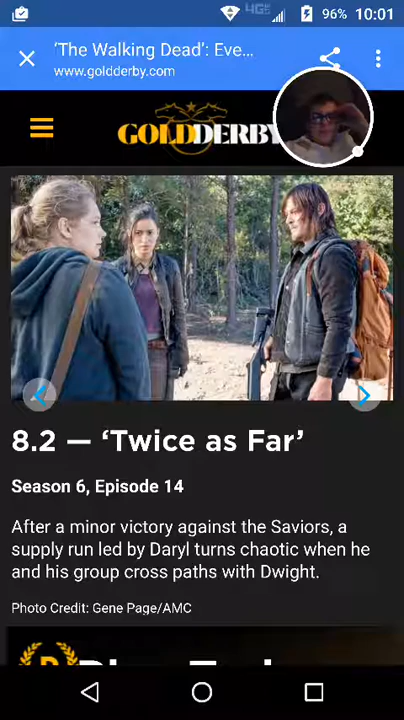 4G
96% 10:01
'The Walking Dead': Eve...
www.goldderby.com
GOLDDERBY
8.2 — 'Twice as Far'
Season 6, Episode 14
After a minor victory against the Saviors, a
supply run led by Daryl turns chaotic when he
and his group cross paths with Dwight.
Photo Credit: Gene Page/AMC